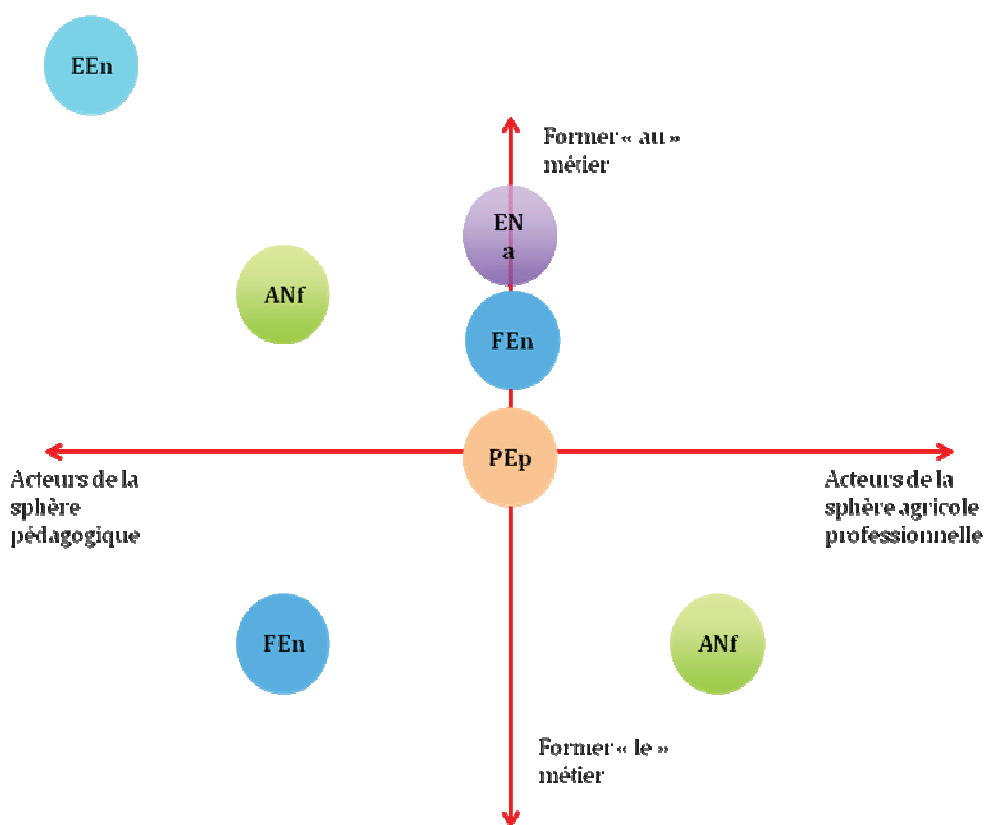 EEn
Former « au »
métier
EN
a
ANf
FEn
PEp
Acteurs de la
sphère
pédagogique
Acteurs de la
sphère agricole
professionnelle
FEn
ANf
Former « le »
métier